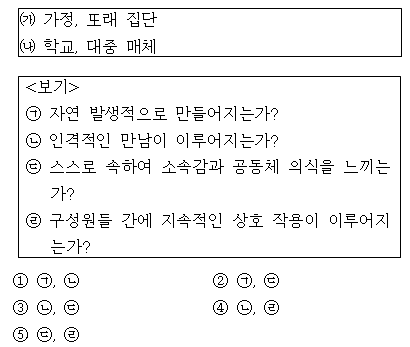 ㈎ 가정, 또래 집단
㈏ 학교, 대중 매체
<보기>
㉠ 자연 발생적으로 만들어지는가?
㉡ 인격적인 만남이 이루어지는가?
㉢ 스스로 속하여 소속감과 공동체 의식을 느끼는
가?
㉣ 구성원들 간에 지속적인 상호 작용이 이루어지
는가?
① ㉠, ㉡ ② ㉠, ㉢
③ ㉡, ㉢ ④ ㉡, ㉣
⑤ ㉢, ㉣